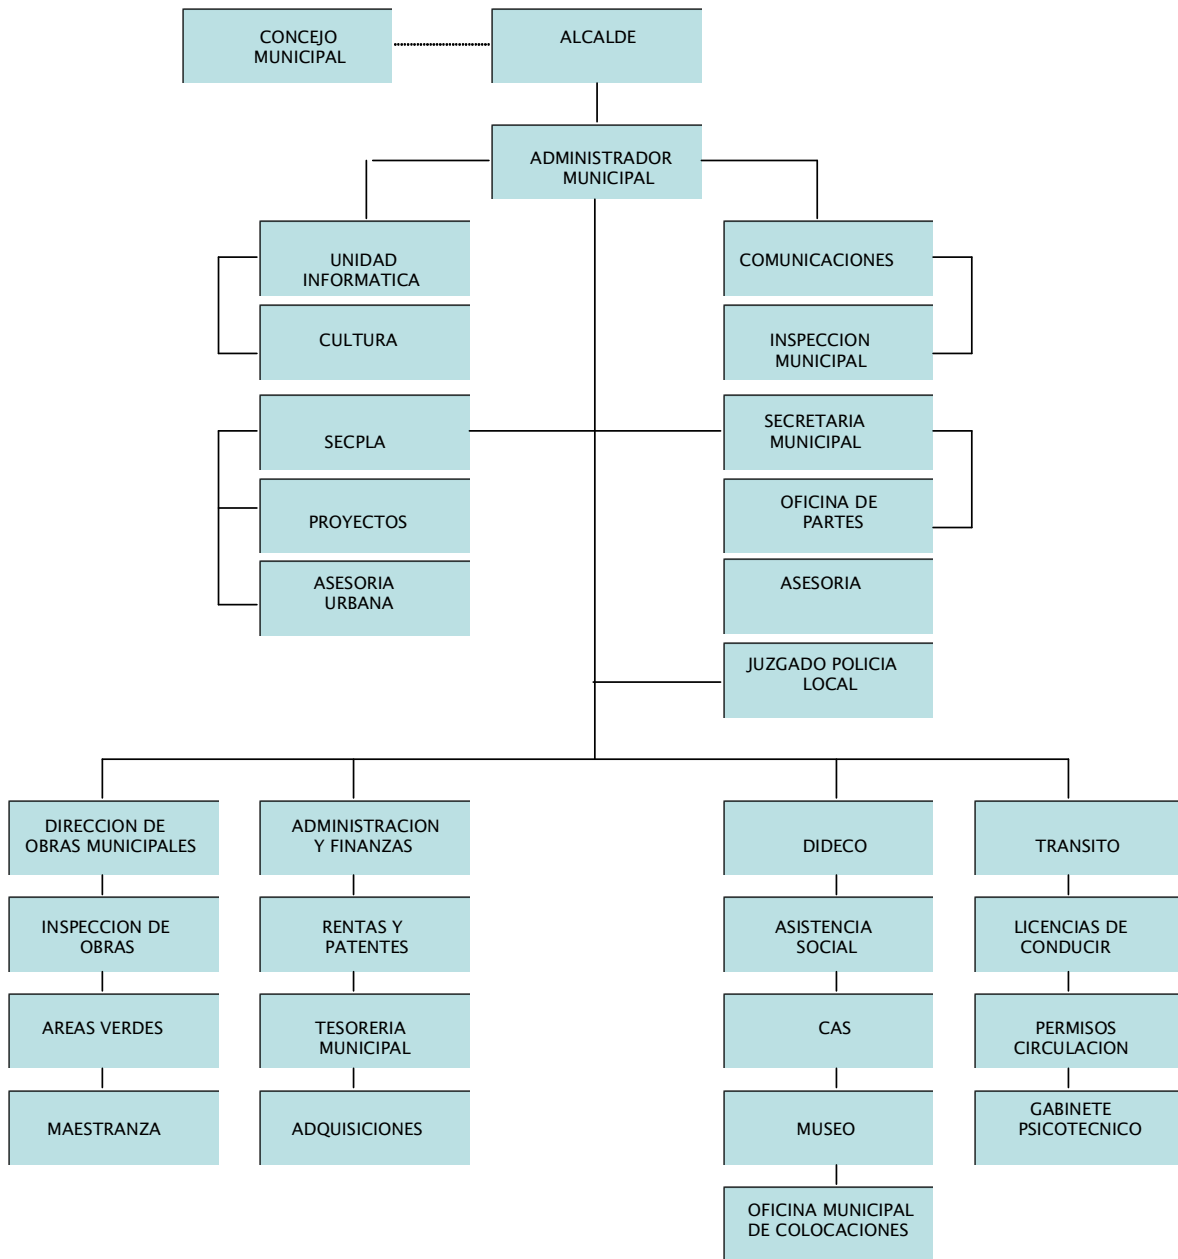 CONCEJO
MUNICIPAL
ALCALDE
ADMINISTRADOR
MUNICIPAL
UNIDAD
INFORMATICA
COMUNICACIONES
CULTURA
INSPECCION
MUNICIPAL
SECPLA
SECRETARIA
MUNICIPAL
PROYECTOS
OFICINA DE
PARTES
ASESORIA
URBANA
ASESORIA
JUZGADO POLICIA
LOCAL
DIRECCION DE
OBRAS MUNICIPALES
ADMINISTRACION
Y FINANZAS
DIDECO
TRANSITO
INSPECCION DE
OBRAS
RENTAS Y
PATENTES
ASISTENCIA
SOCIAL
LICENCIAS DE
CONDUCIR
AREAS VERDES
TESORERIA
MUNICIPAL
CAS
PERMISOS
CIRCULACION
MAESTRANZA
ADQUISICIONES
MUSEO
GABINETE
PSICOTECNICO
OFICINA MUNICIPAL
DE COLOCACIONES